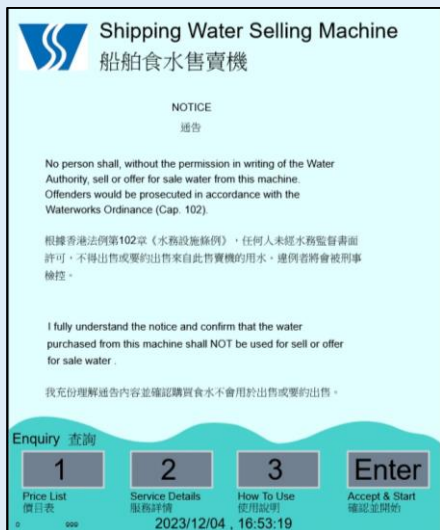 Shipping Water Selling Machine
船舶食水售賣機
NOTICE
通告
No person shall, without the permission in writing of the Water
Authority, sell or offer for sale water from this machine.
Offenders would be prosecuted in accordance with the
Waterworks Ordinance (Cap. 102).
根據香港法例第102章《水務設施條例》，任何人未經水務監督書面
許可，不得出售或要約出售來自此售賣機的用水。違例者將會被刑事
檢控。
I fully understand the notice and confirm that the water
purchased from this machine shall NOT be used for sell or offer
for sale water .
我充份理解通告內容並確認購買食水不會用於出售或要約出售。
Enquiry 查詢
1 2 3 Enter
Price List Service Details How To Use Accept & Start
價目表 服務詳情 使用說明 確認並開始
0 999 2023/12/04 , 16:53:19